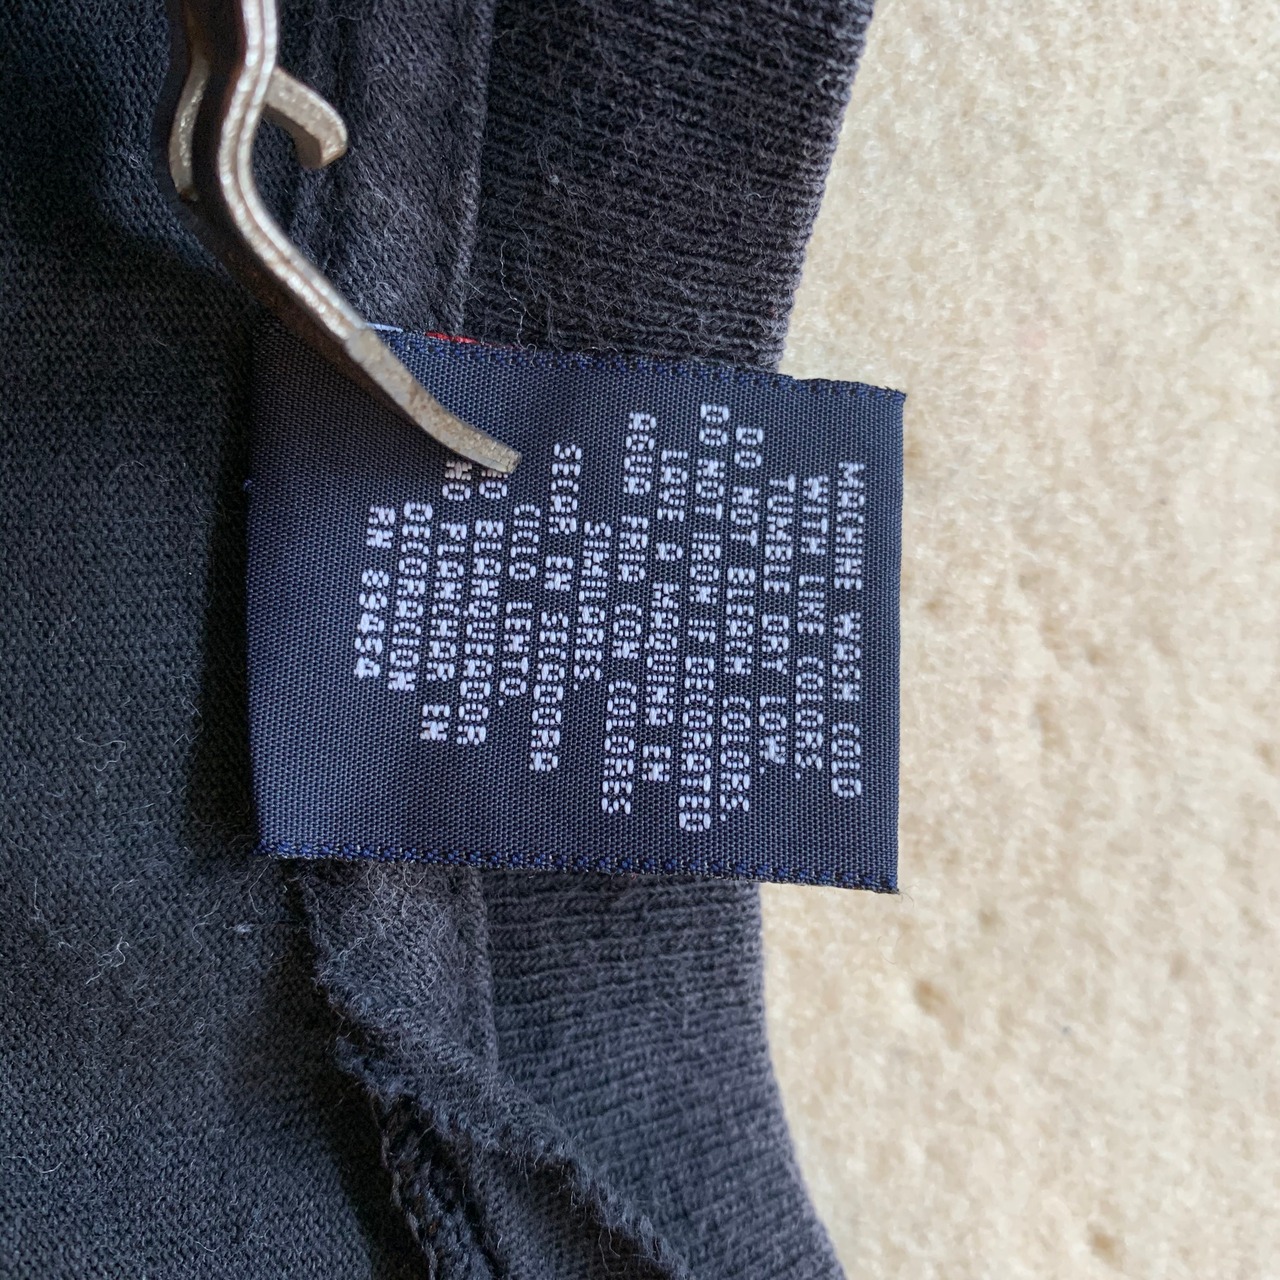 MACHINE WASH COLD
WITH LIKE COLORS.
TUMBLE DRY LOW.
DO NOT BLEACH COLORS.
DO NOT IRON IF DECORATED
LAVE A MAQUINA EN
AGUA FRIA CON COLORES
SIMILARES.
SECAR EN SECADORA
CICLO LENTO.
NO BLANQUEADOR
NO PLANCHAR EN
DECORACION
RN